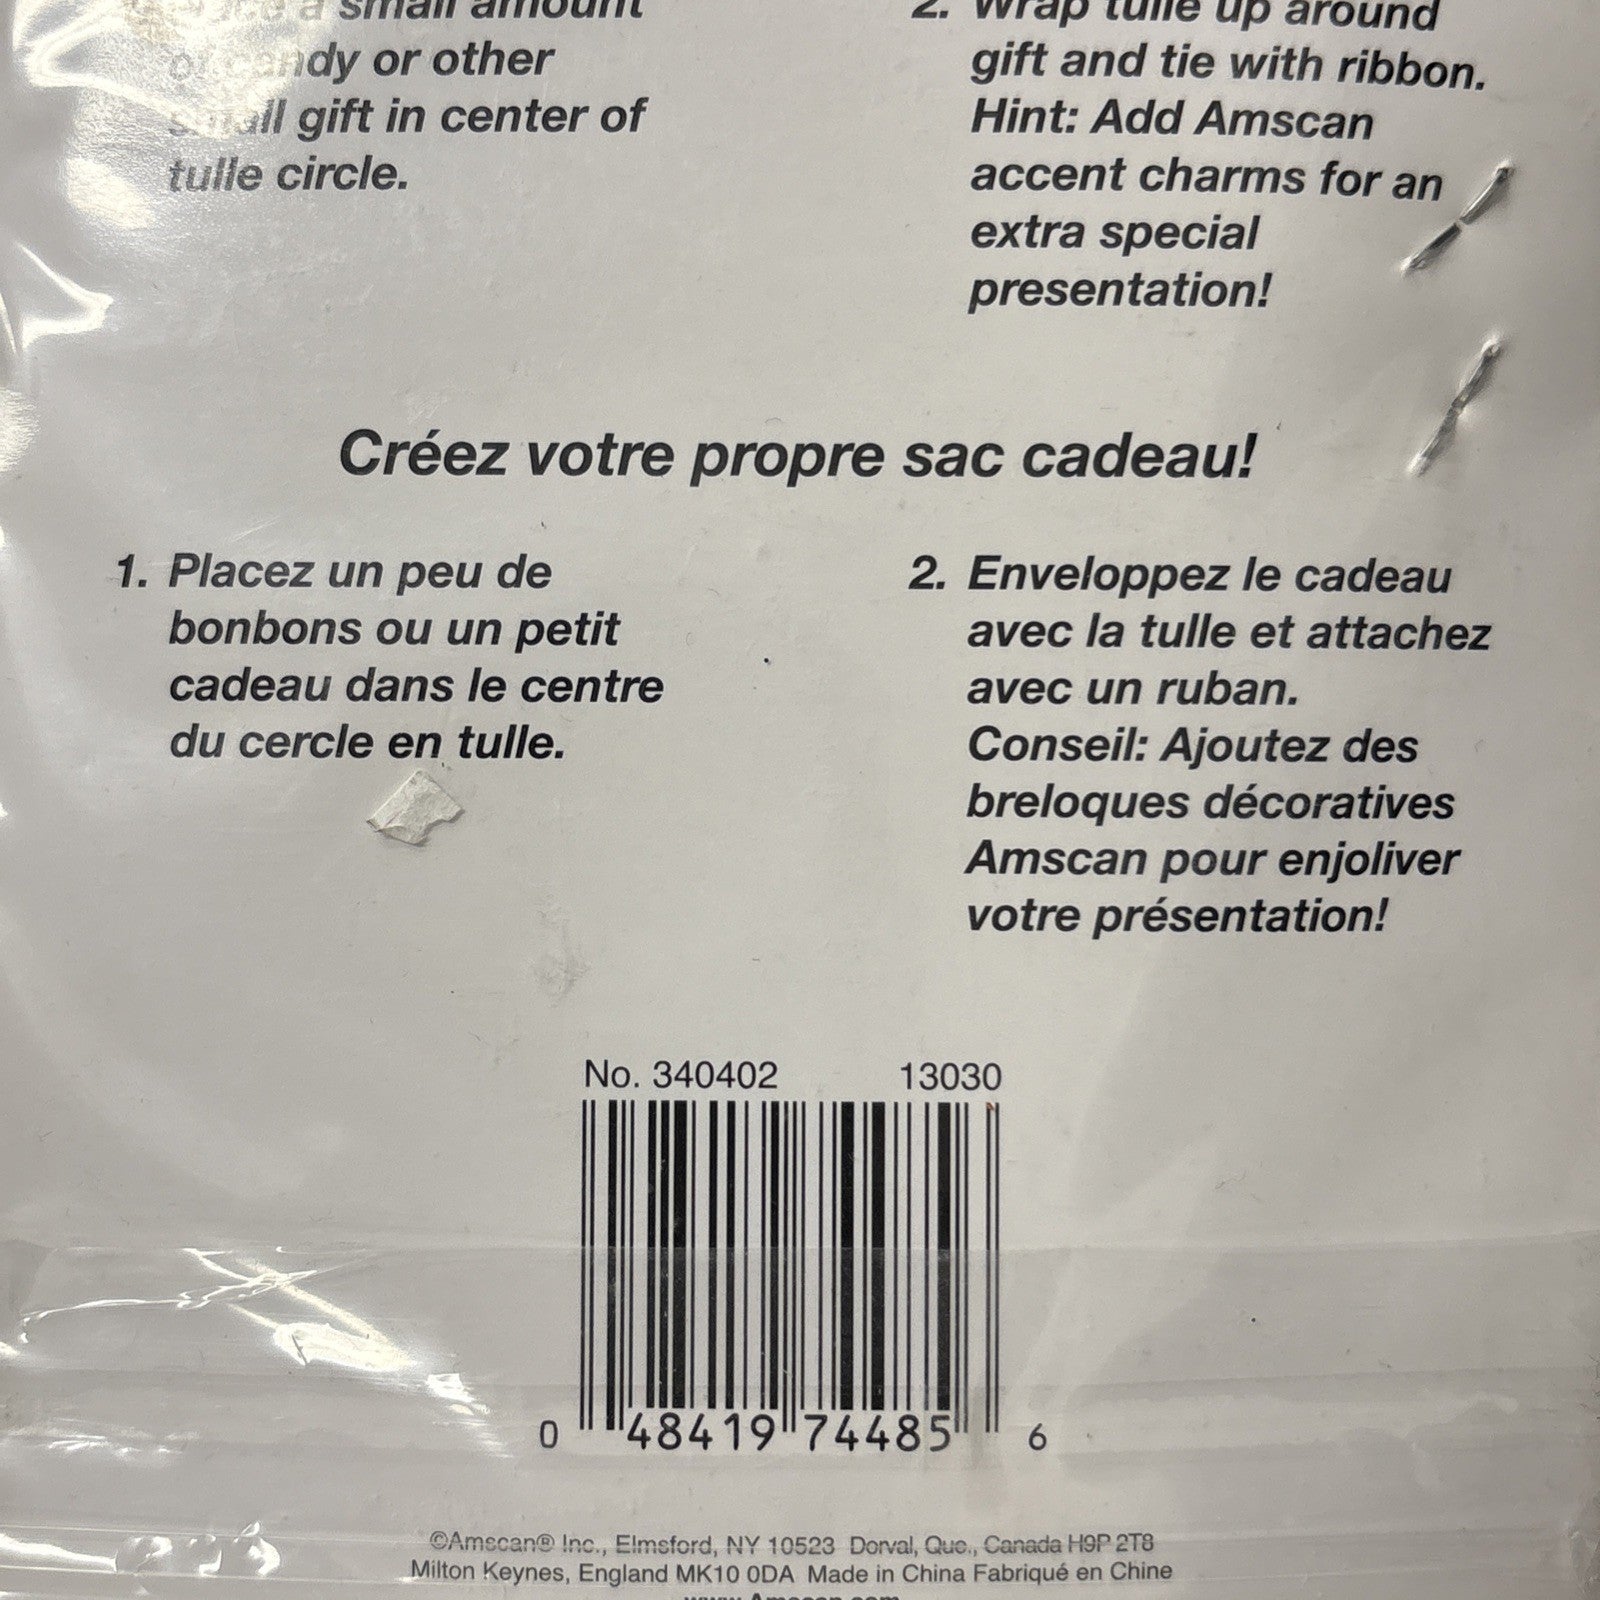 a small amount
of candy or other
small gift in center of
tulle circle.
2. Wrap tulle up around
gift and tie with ribbon.
Hint: Add Amscan
accent charms for an
extra special
presentation!
Créez votre propre sac cadeau!
1. Placez un peu de
bonbons ou un petit
cadeau dans le centre
du cercle en tulle.
2. Enveloppez le cadeau
avec la tulle et attachez
avec un ruban.
Conseil: Ajoutez des
breloques décoratives
Amscan pour enjoliver
votre présentation!
No. 340402 13030
0 48419 74485 6
©Amscan® Inc., Elmsford, NY 10523 Dorval, Que., Canada H9P 2T8
Milton Keynes, England MK10 0DA Made in China Fabriqué en Chine
www.Amscan.com